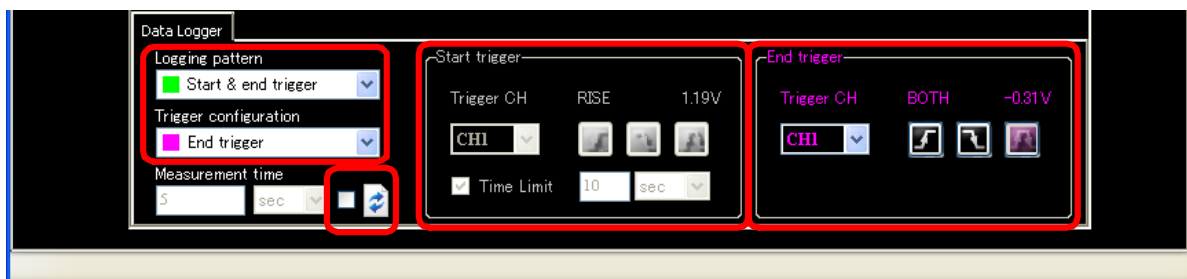 Data Logger
Logging pattern
Start & end trigger
Trigger configuration
End trigger
Measurement time
5 sec
Start trigger
Trigger CH RISE 1.19V
CH1
Time Limit 10 sec
End trigger
Trigger CH BOTH -0.31V
CH1